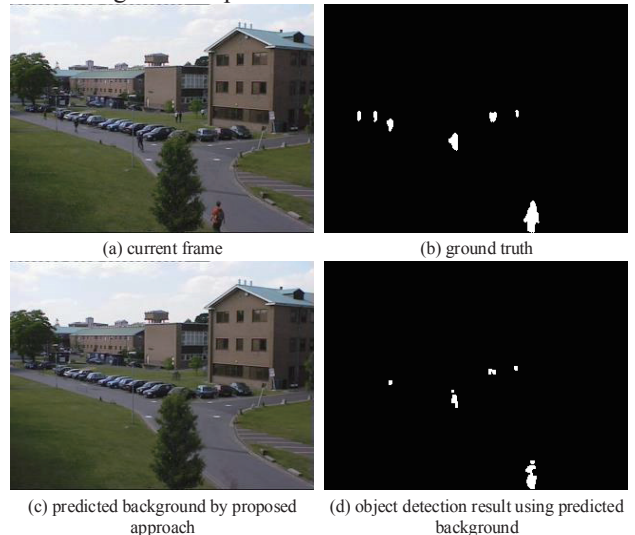 (a) current frame
(b) ground truth
(c) predicted background by proposed
approach
(d) object detection result using predicted
background